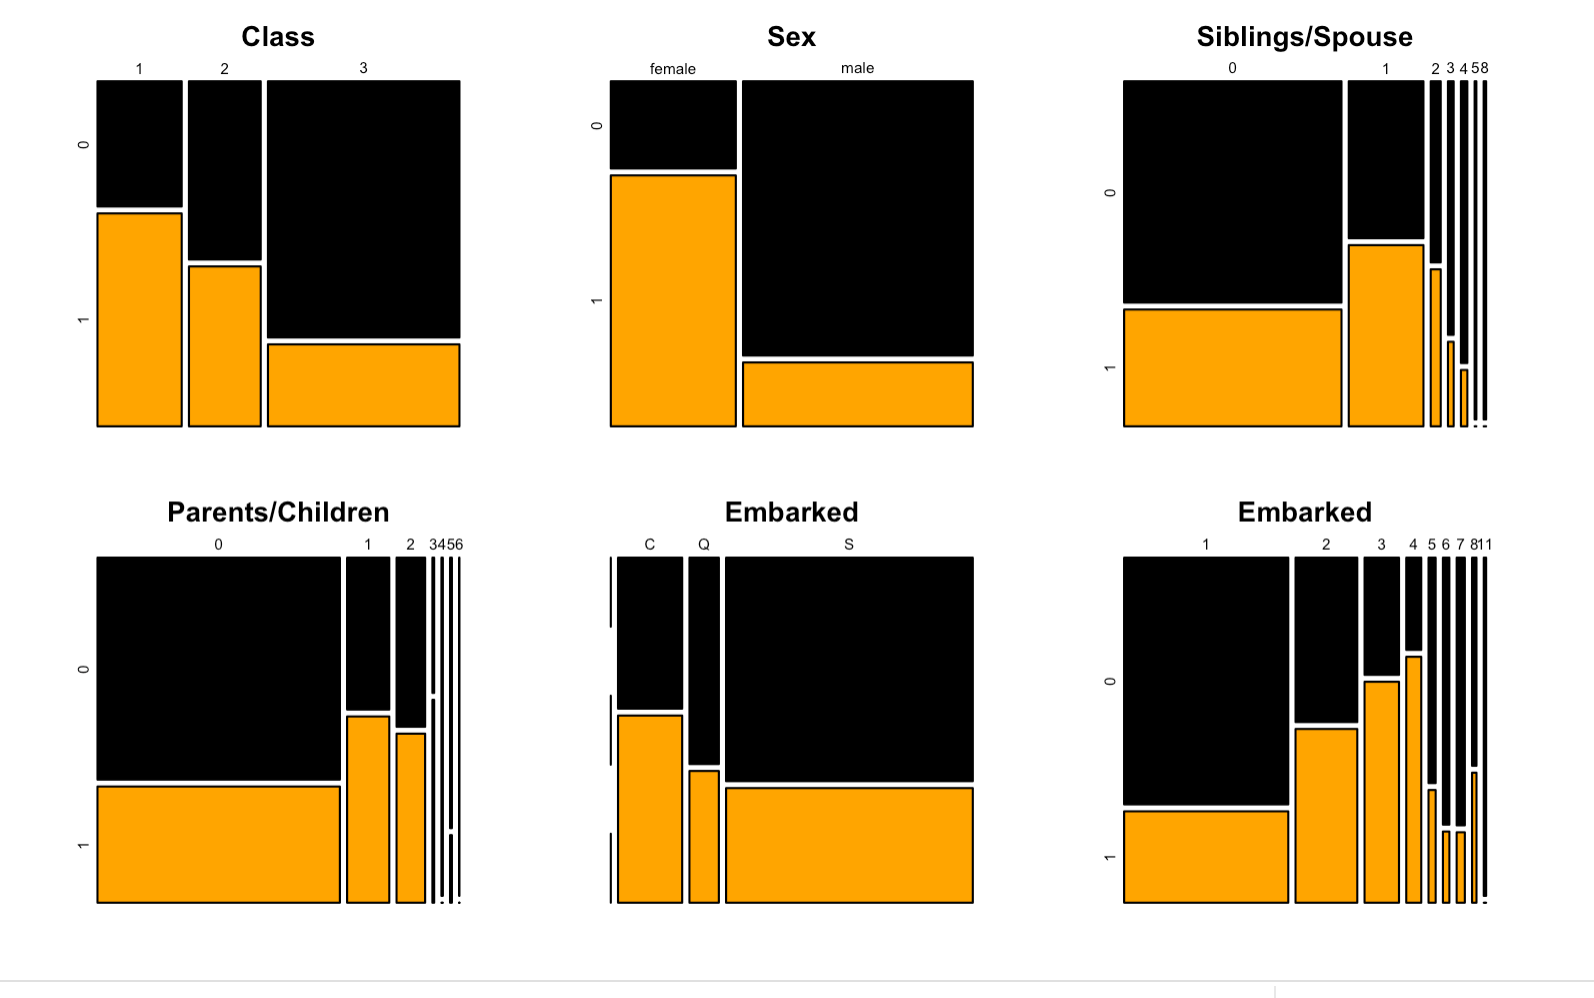 Class
1 2 3
0
1
Sex
female male
0
1
Siblings/Spouse
0 1 2 3 4 5 8
0
1
Parents/Children
0 1 2 3 4 5 6
0
1
Embarked
C Q S
Embarked
1 2 3 4 5 6 7 8 11
0
1